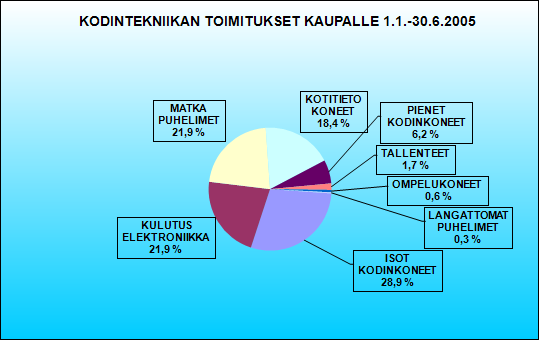 KODINTEKNIIKAN TOIMITUKSET KAUPALLE 1.1.-30.6.2005
MATKA
PUHELIMET
21,9 %
KOTITIETO
KONEET
18,4 %
PIENET
KODINKONEET
6,2 %
TALLENTEET
1,7 %
OMPELUKONEET
0,6 %
LANGATTOMAT
PUHELIMET
0,3 %
KULUTUS
ELEKTRONIIKKA
21,9 %
ISOT
KODINKONEET
28,9 %